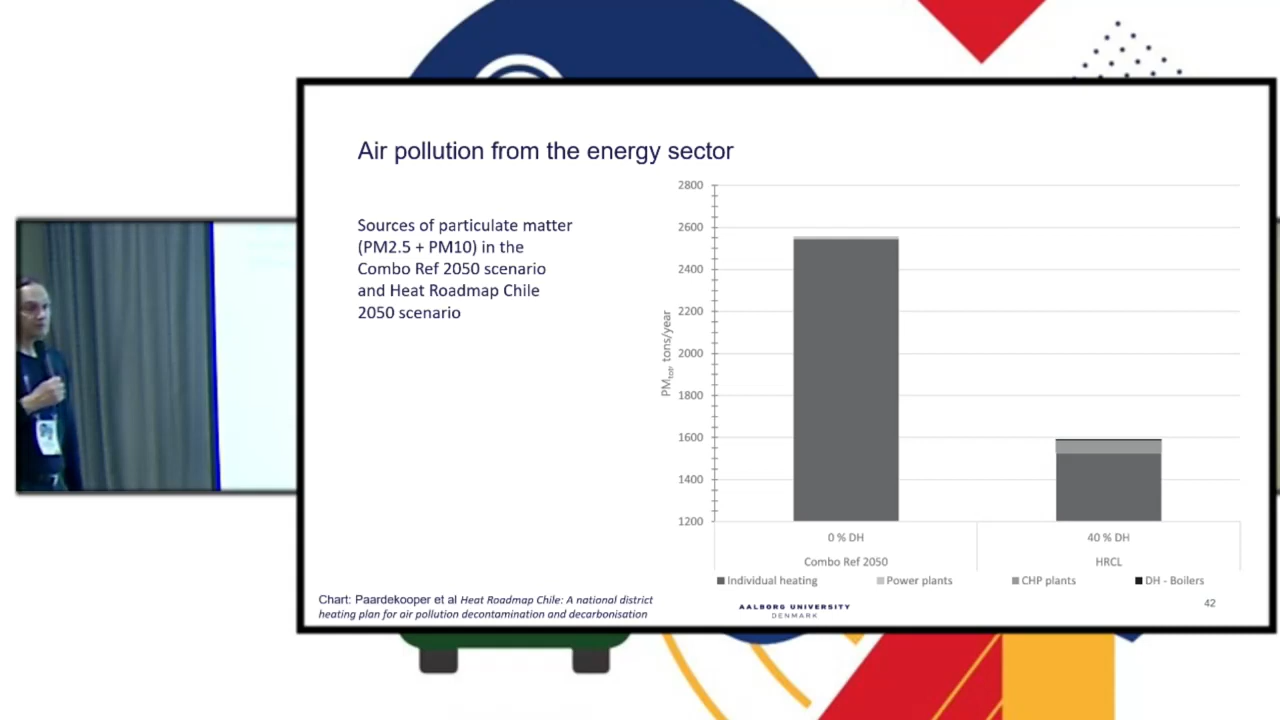 Air pollution from the energy sector
Sources of particulate matter
(PM2.5 + PM10) in the
Combo Ref 2050 scenario
and Heat Roadmap Chile
2050 scenario
PMtot, tons/year
2800
2600
2400
2200
2000
1800
1600
1400
1200
0 % DH
40 % DH
Combo Ref 2050
HRCL
Individual heating
Power plants
CHP plants
DH - Boilers
Chart: Paardekooper et al Heat Roadmap Chile: A national district
heating plan for air pollution decontamination and decarbonisation
AALBORG UNIVERSITY
DENMARK
42